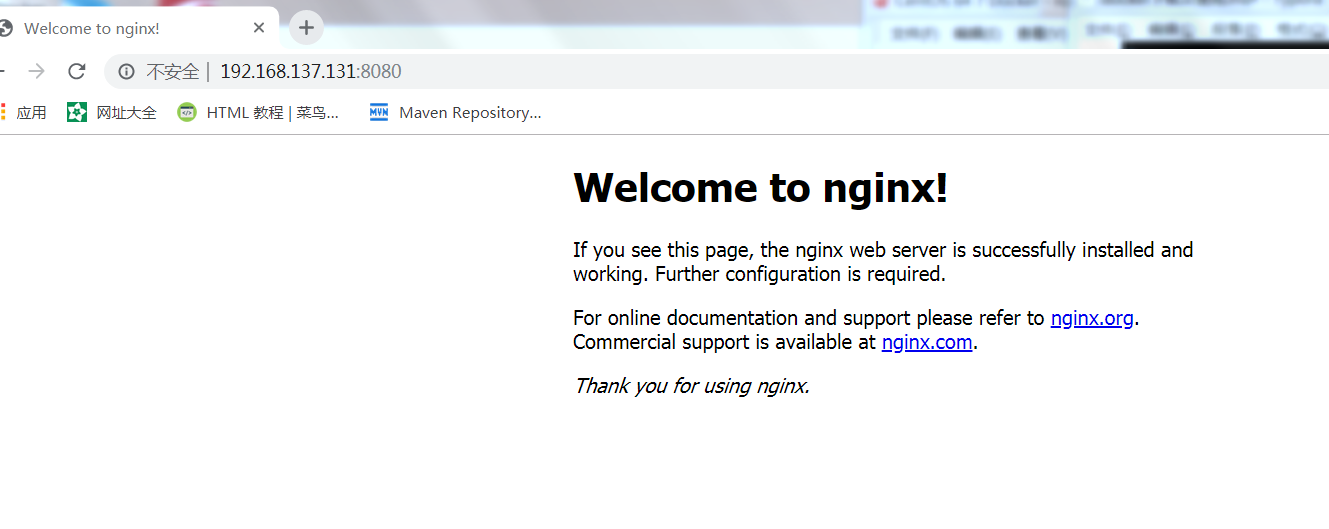 Welcome to nginx!
不安全 | 192.168.137.131:8080
应用 网址大全 HTML 教程 | 菜鸟... Maven Repository...
Welcome to nginx!
If you see this page, the nginx web server is successfully installed and
working. Further configuration is required.
For online documentation and support please refer to nginx.org.
Commercial support is available at nginx.com.
Thank you for using nginx.